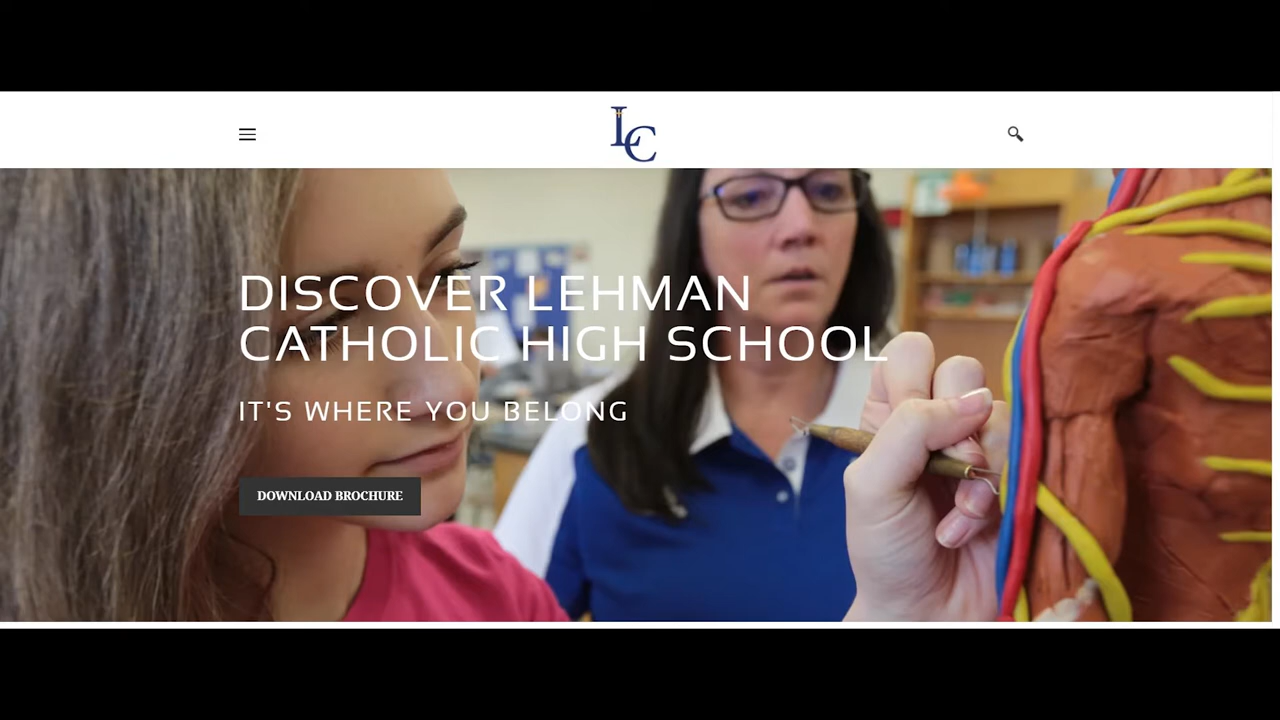 LC
DISCOVER LEHMAN
CATHOLIC HIGH SCHOOL
IT'S WHERE YOU BELONG
DOWNLOAD BROCHURE